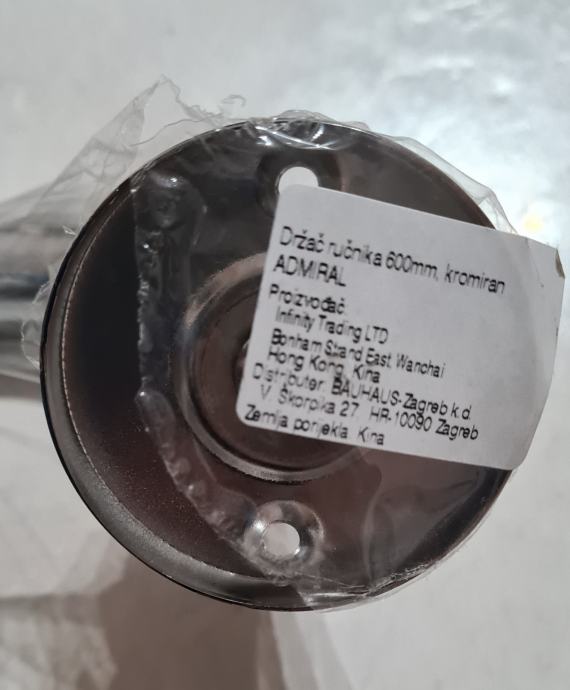 Držač ručnika 600mm, kromiran
ADMIRAL
Proizvođač:
Infinity Trading LTD
Bonham Strand East, Wanchai
Hong Kong, Kina
Distributer: BAUHAUS-Zagreb k.d.
V. Škorpika 27, HR-10090 Zagreb
Zemlja porijekla: Kina